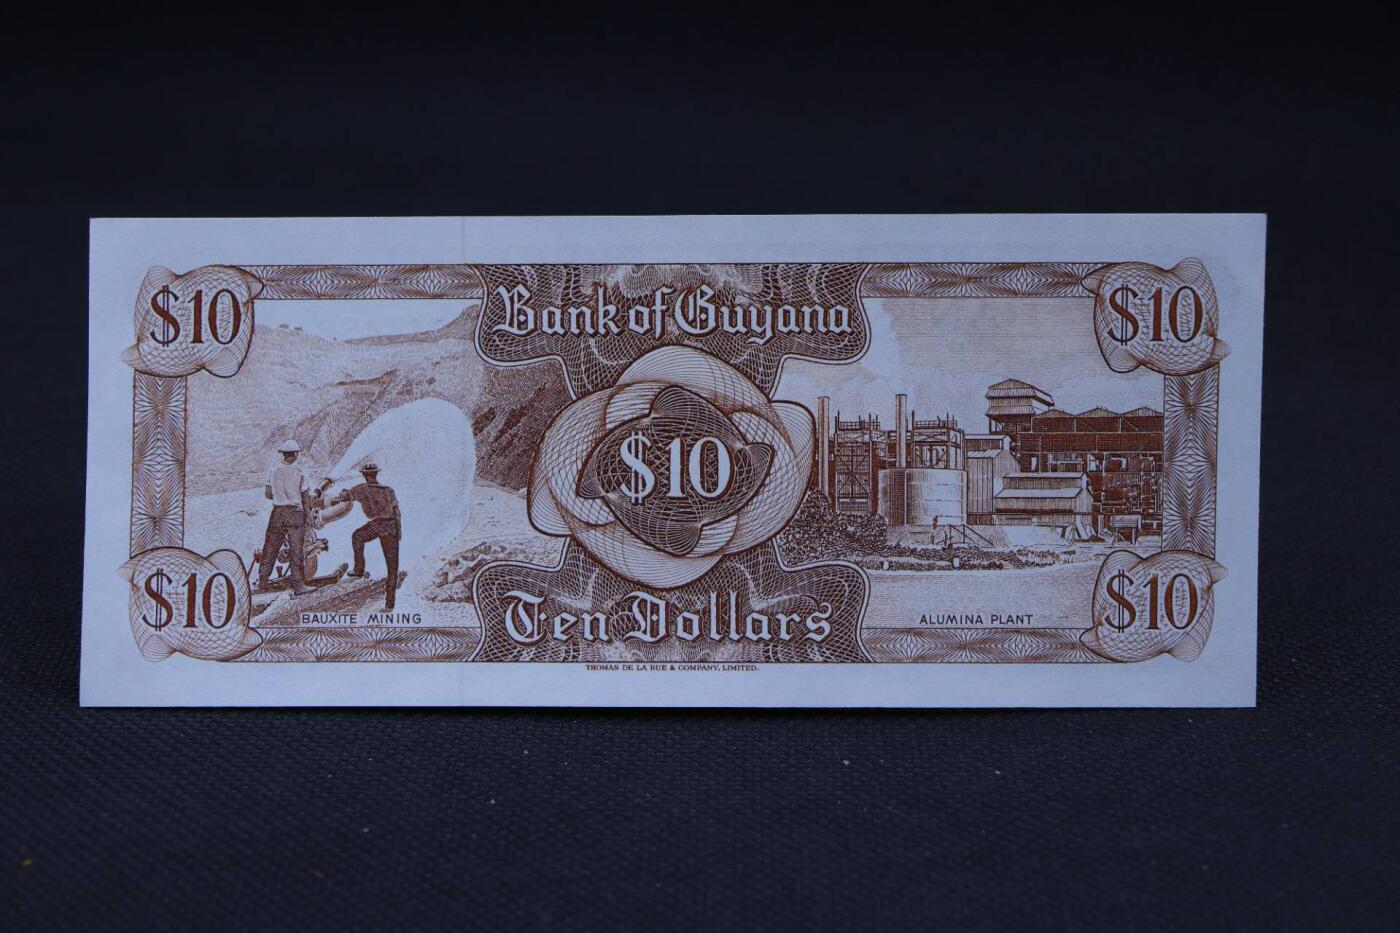 $10
Bank of Guyana
$10
$10
$10
BAUXITE MINING
Ten Dollars
ALUMINA PLANT
$10
THOMAS DE LA RUE & COMPANY, LIMITED.